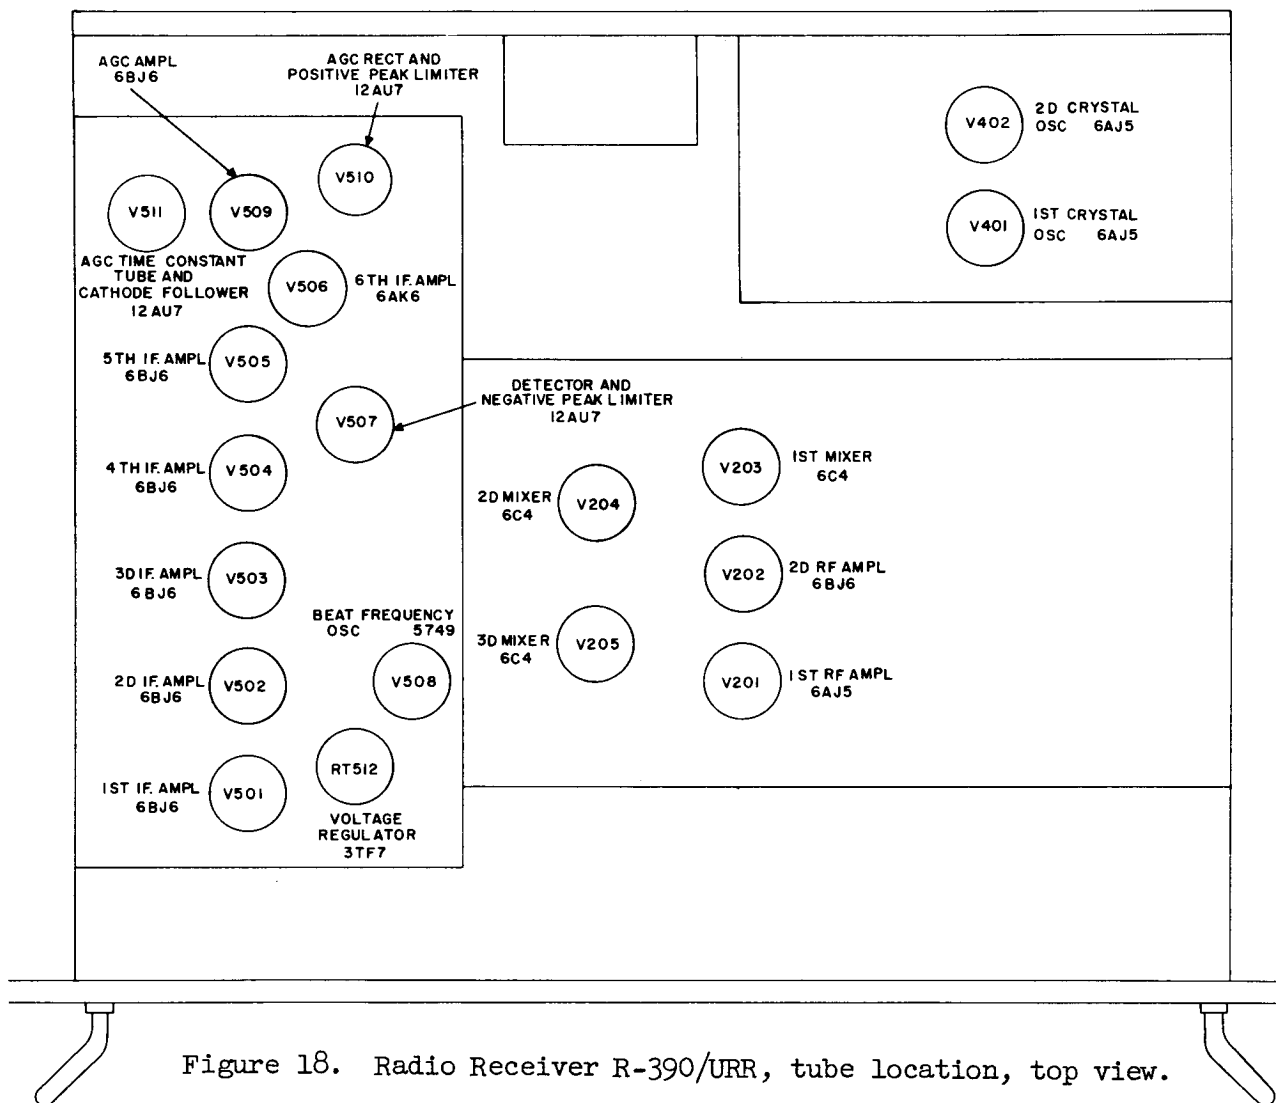 AGC AMPL
6BJ6
AGC RECT AND
POSITIVE PEAK LIMITER
12AU7
V510
V511
V509
AGC TIME CONSTANT
TUBE AND
CATHODE FOLLOWER
12AU7
V506
6TH IF. AMPL
6AK6
5TH IF. AMPL
6BJ6
V505
V507
DETECTOR AND
NEGATIVE PEAK LIMITER
12AU7
4TH IF. AMPL
6BJ6
V504
3D IF. AMPL
6BJ6
V503
BEAT FREQUENCY
OSC 5749
V508
2D IF. AMPL
6BJ6
V502
RT512
VOLTAGE
REGULATOR
3TF7
1ST IF. AMPL
6BJ6
V501
V402
2D CRYSTAL
OSC 6AJ5
V401
1ST CRYSTAL
OSC 6AJ5
V203
1ST MIXER
6C4
2D MIXER
6C4
V204
V202
2D RF AMPL
6BJ6
3D MIXER
6C4
V205
V201
1ST RF AMPL
6AJ5
Figure 18. Radio Receiver R-390/URR, tube location, top view.